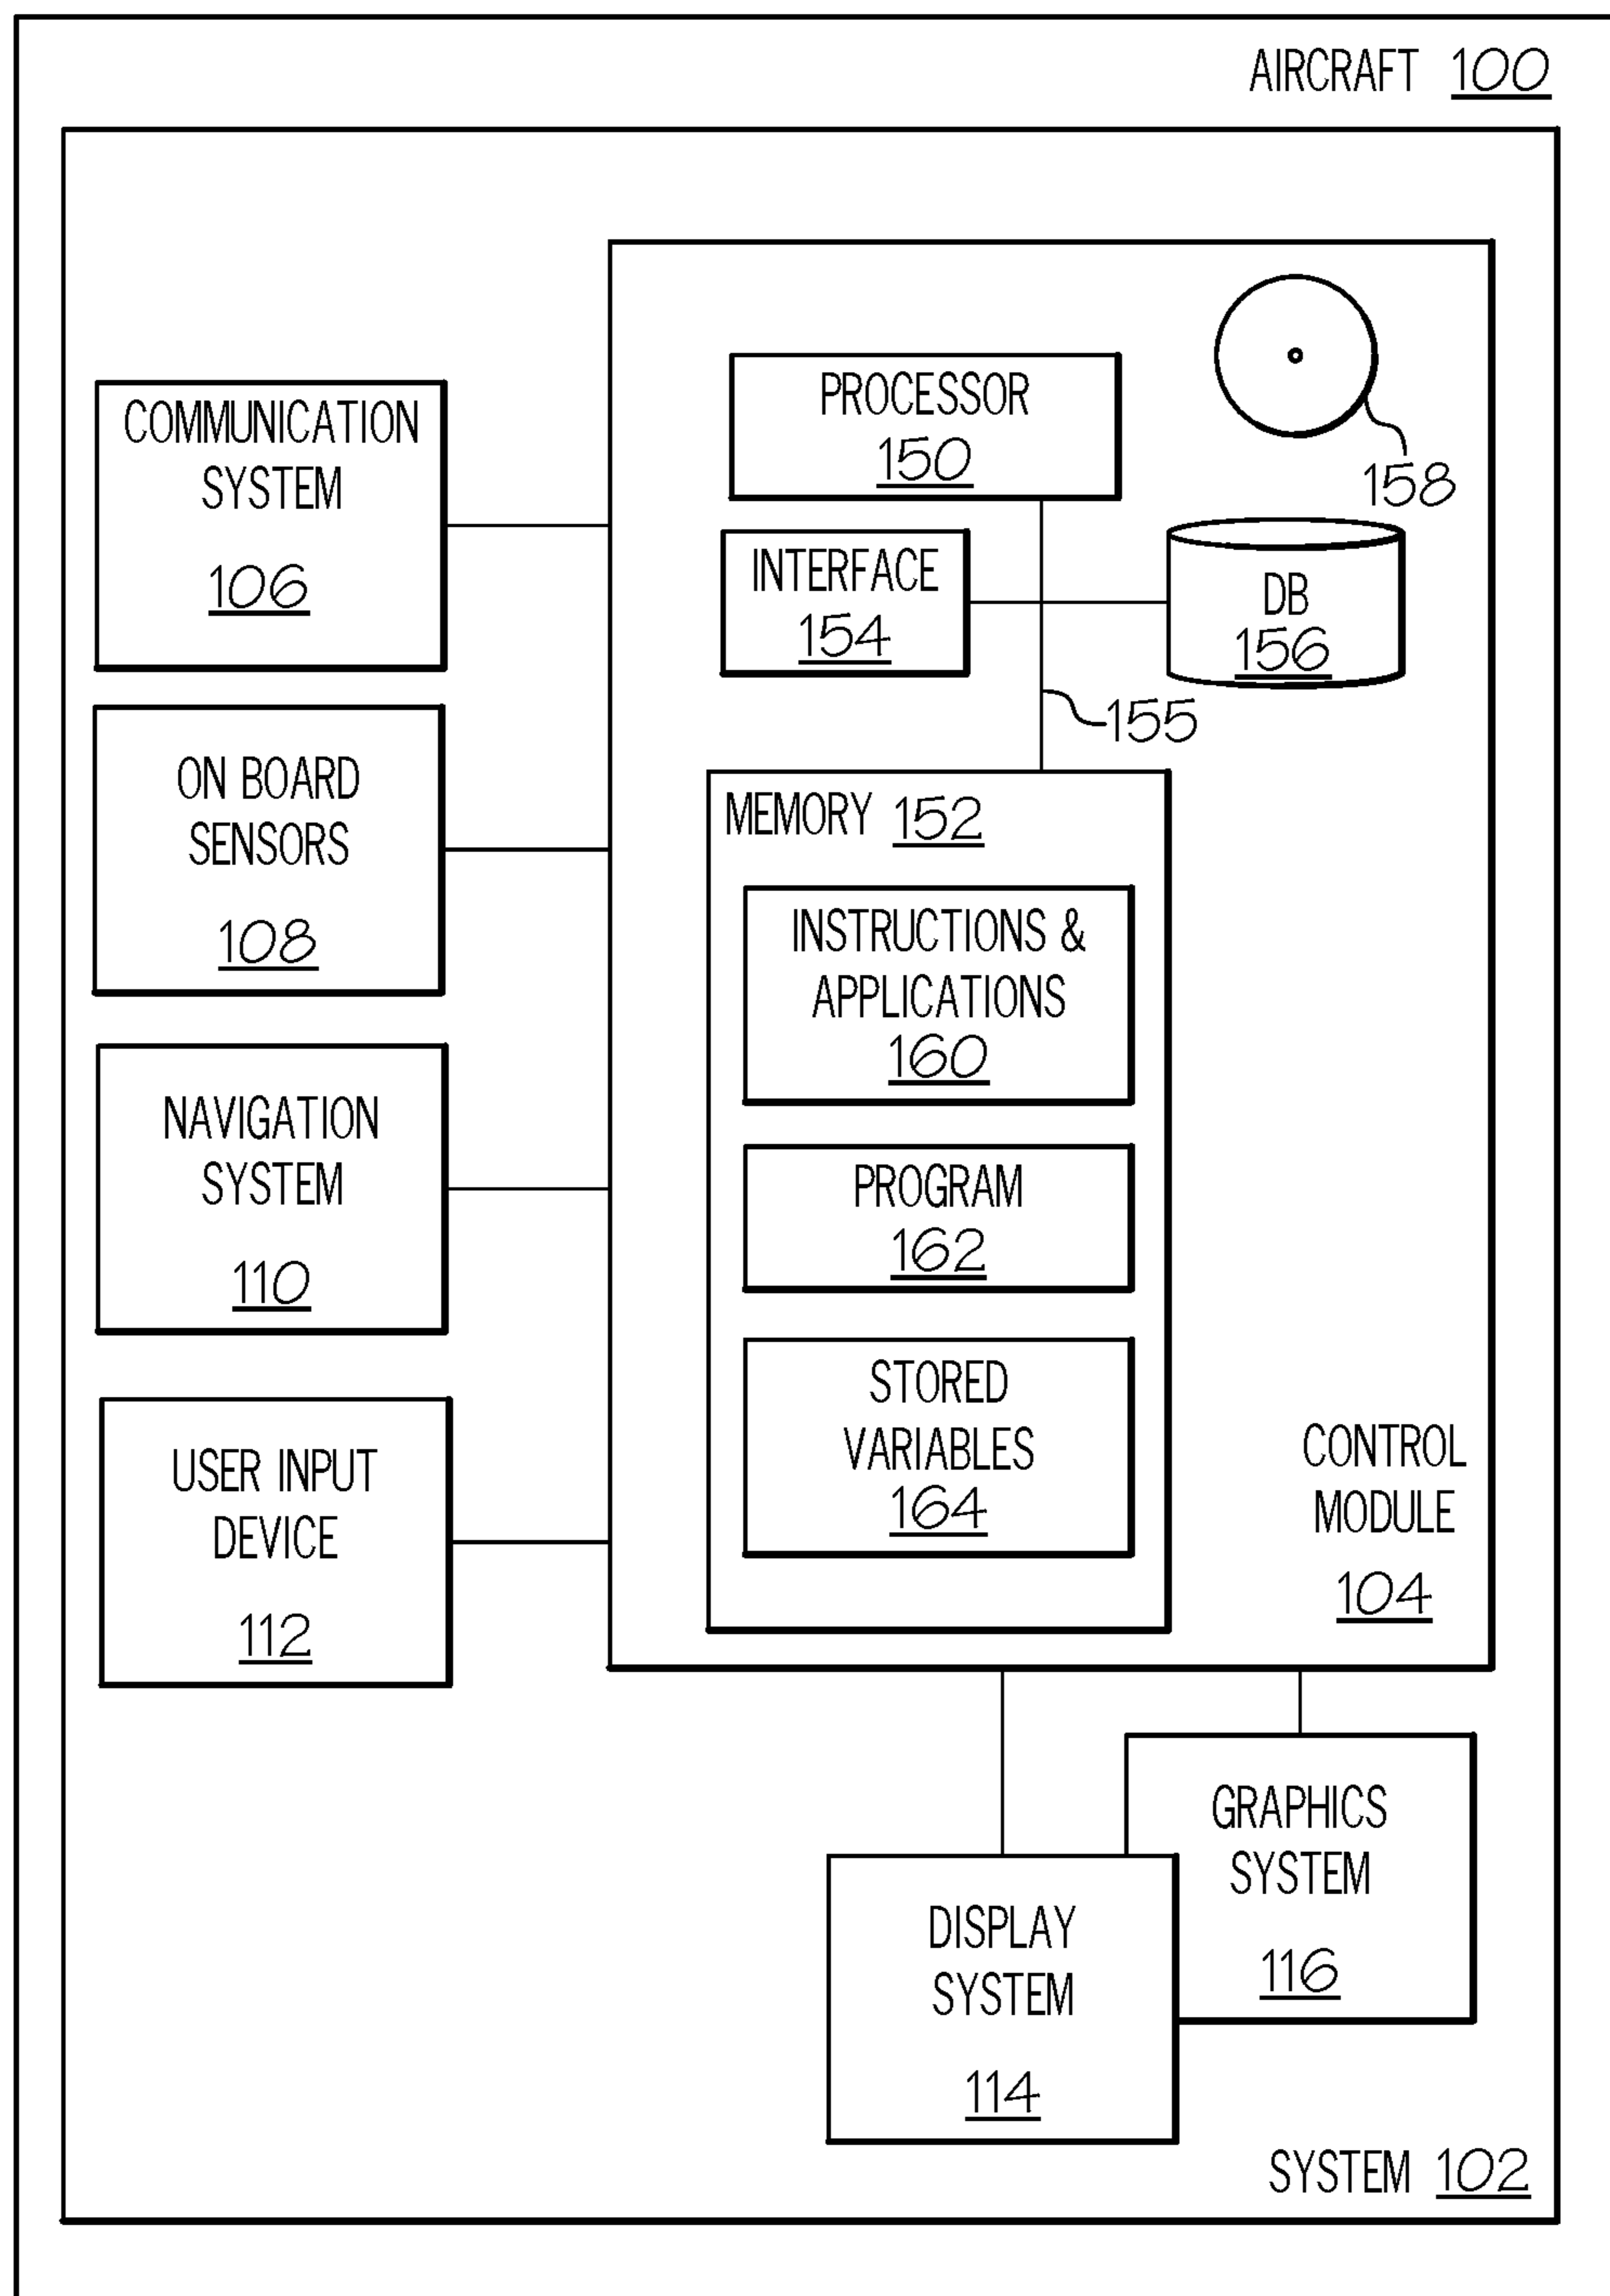 AIRCRAFT 100
COMMUNICATION
SYSTEM
106
ON BOARD
SENSORS
108
NAVIGATION
SYSTEM
110
USER INPUT
DEVICE
112
PROCESSOR
150
158
INTERFACE
154
DB
156
155
MEMORY 152
INSTRUCTIONS &
APPLICATIONS
160
PROGRAM
162
STORED
VARIABLES
164
CONTROL
MODULE
104
GRAPHICS
SYSTEM
116
DISPLAY
SYSTEM
114
SYSTEM 102